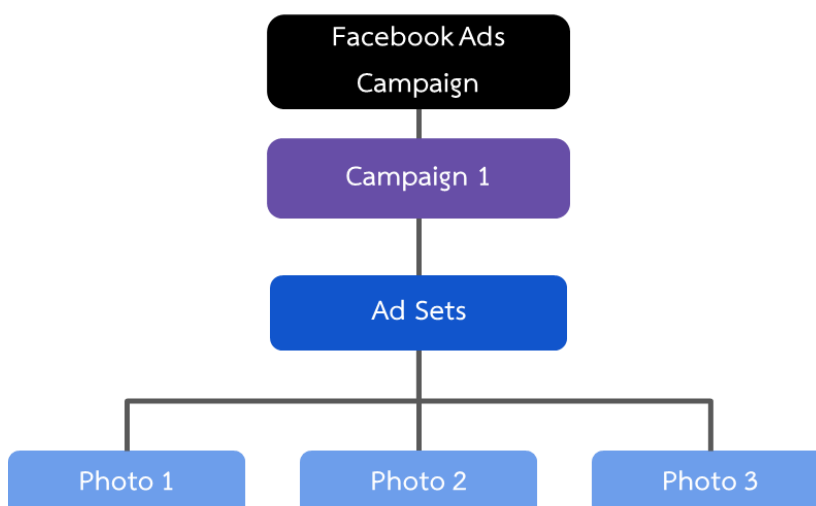 Facebook Ads
Campaign
Campaign 1
Ad Sets
Photo 1
Photo 2
Photo 3